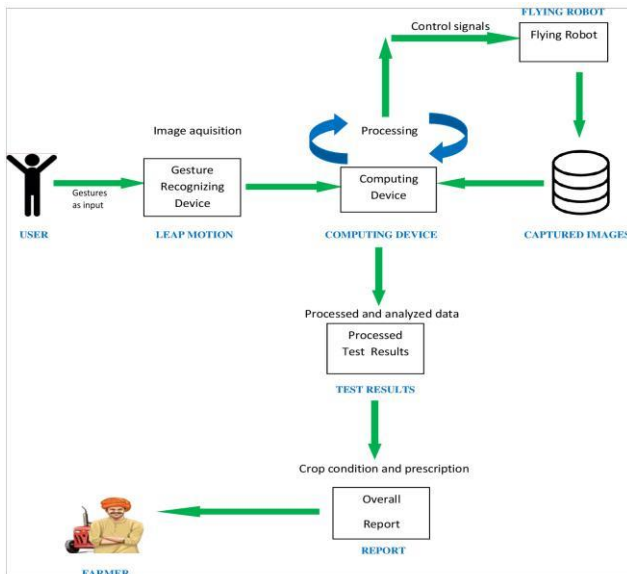 FLYING ROBOT
Control signals
Flying Robot
Image aquisition
Processing
Gestures
as input
Gesture
Recognizing
Device
Computing
Device
USER
LEAP MOTION
COMPUTING DEVICE
CAPTURED IMAGES
Processed and analyzed data
Processed
Test Results
TEST RESULTS
Crop condition and prescription
Overall
Report
REPORT
FARMER